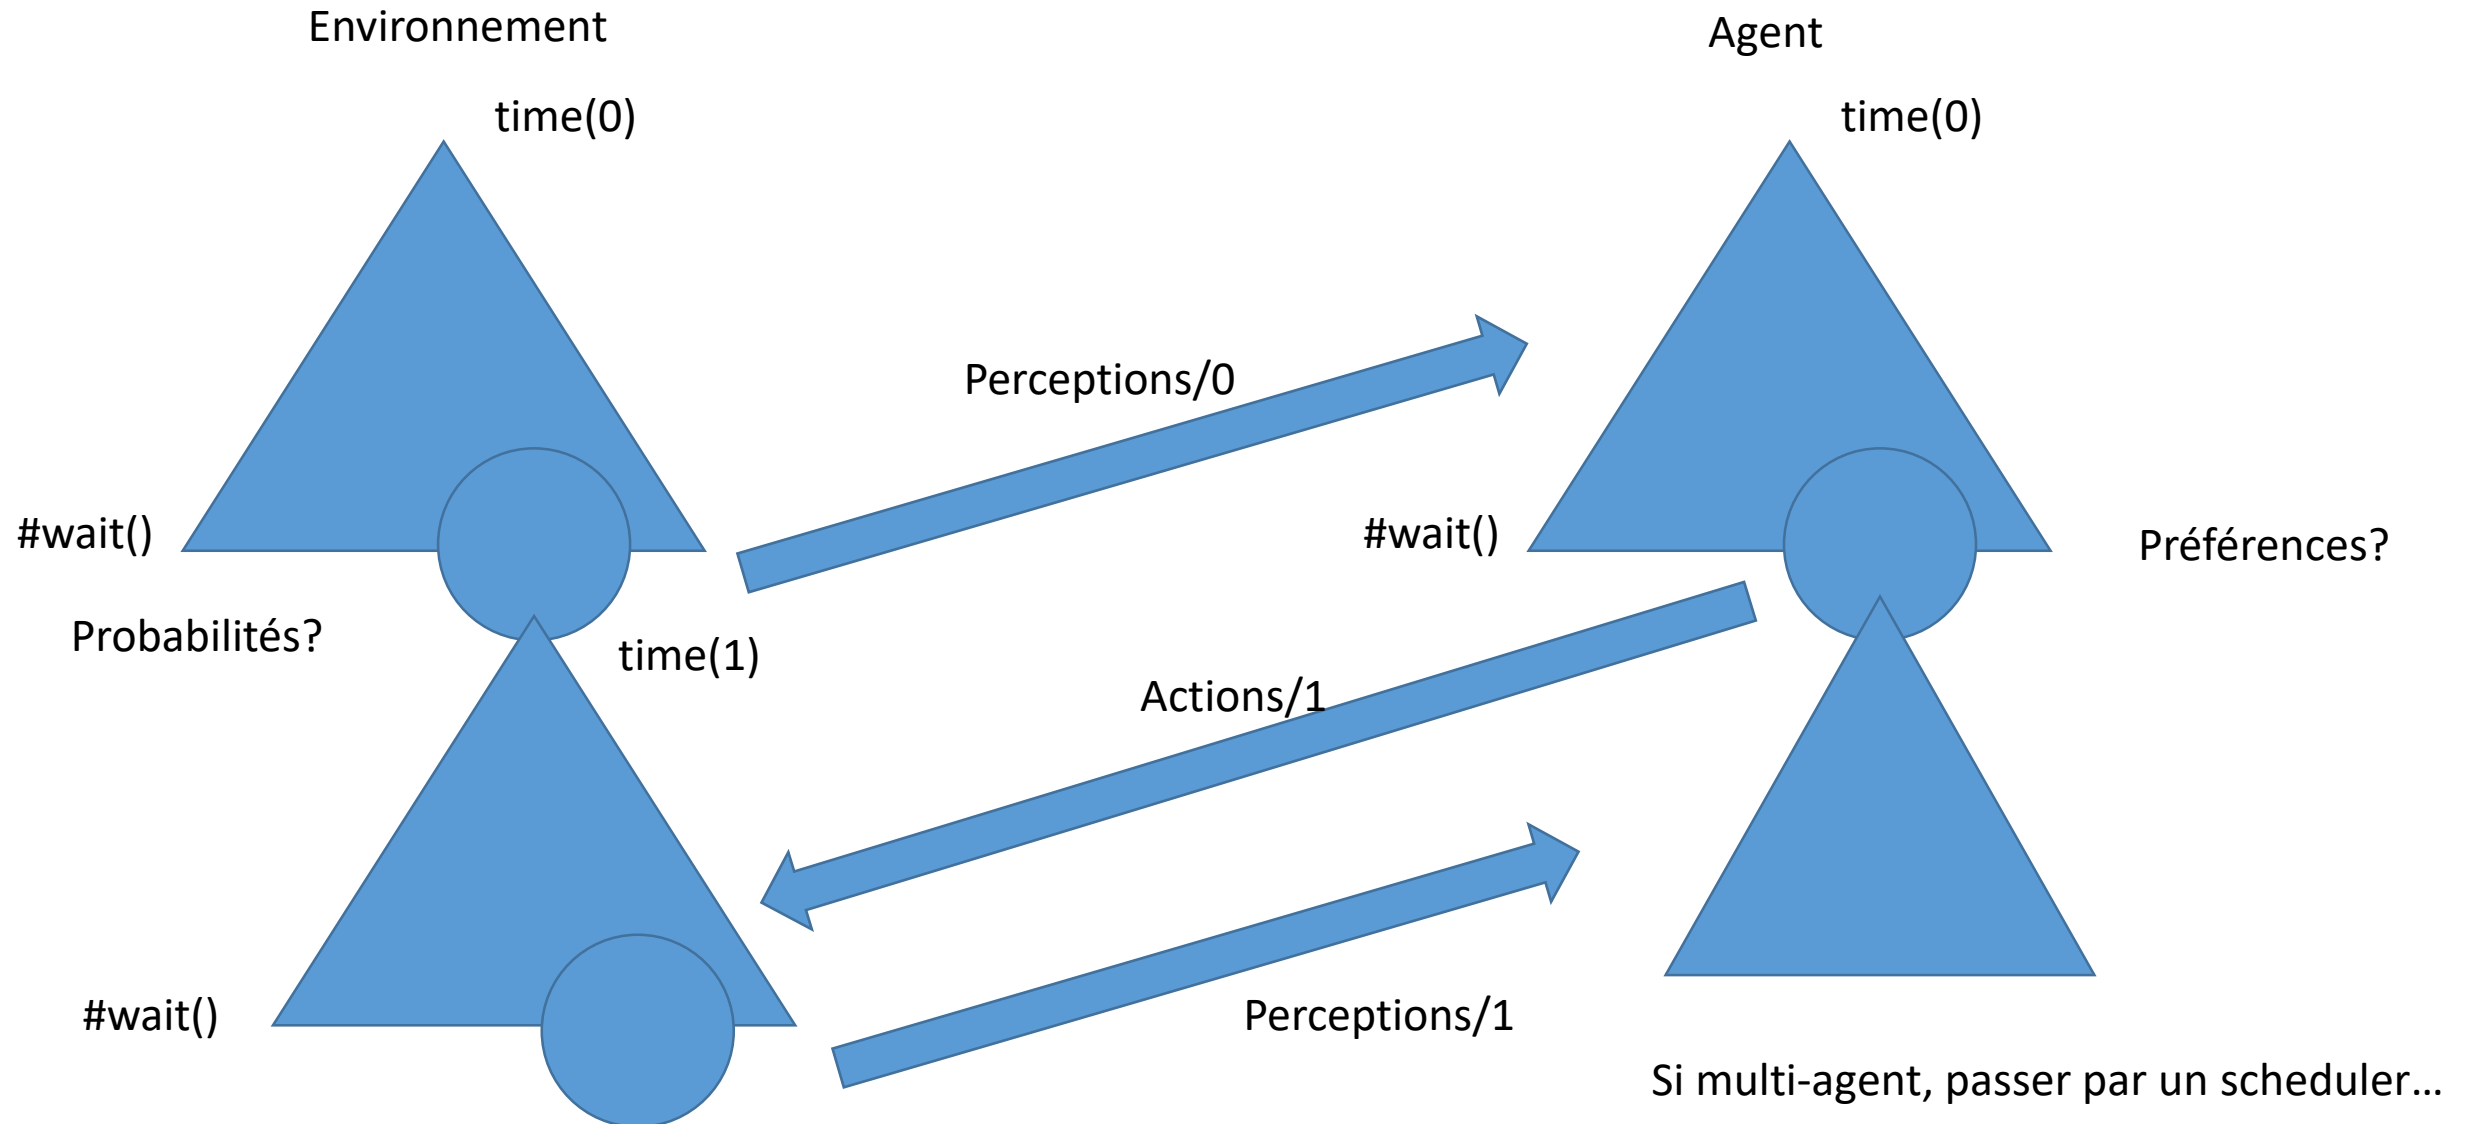 Environnement
Agent
time(0)
time(0)
Perceptions/0
#wait()
#wait()
Préférences?
Probabilités?
time(1)
Actions/1
#wait()
Perceptions/1
Si multi-agent, passer par un scheduler…